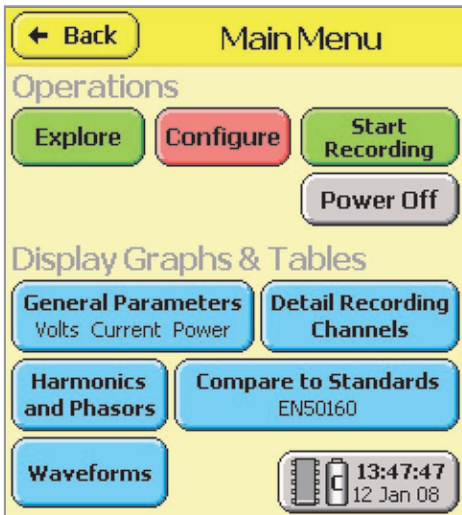 ← Back
Main Menu
Operations
Explore
Configure
Start
Recording
Power Off
Display Graphs & Tables
General Parameters
Volts Current Power
Detail Recording
Channels
Harmonics
and Phasors
Compare to Standards
EN50160
Waveforms
C
13:47:47
12 Jan 08